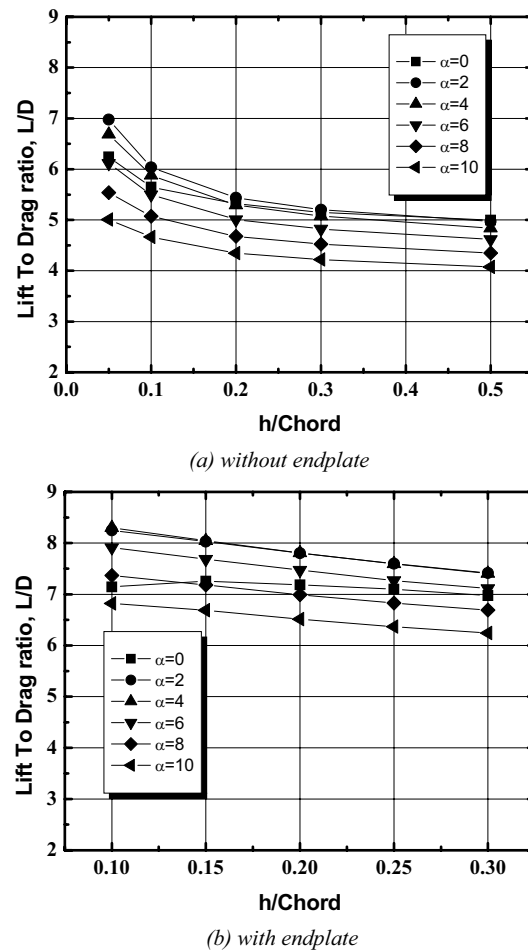 9
8
7
6
5
4
3
2
Lift To Drag ratio, L/D
α=0
α=2
α=4
α=6
α=8
α=10
0.0 0.1 0.2 0.3 0.4 0.5
h/Chord
(a) without endplate
9
8
7
6
5
4
3
2
Lift To Drag ratio, L/D
α=0
α=2
α=4
α=6
α=8
α=10
0.10 0.15 0.20 0.25 0.30
h/Chord
(b) with endplate